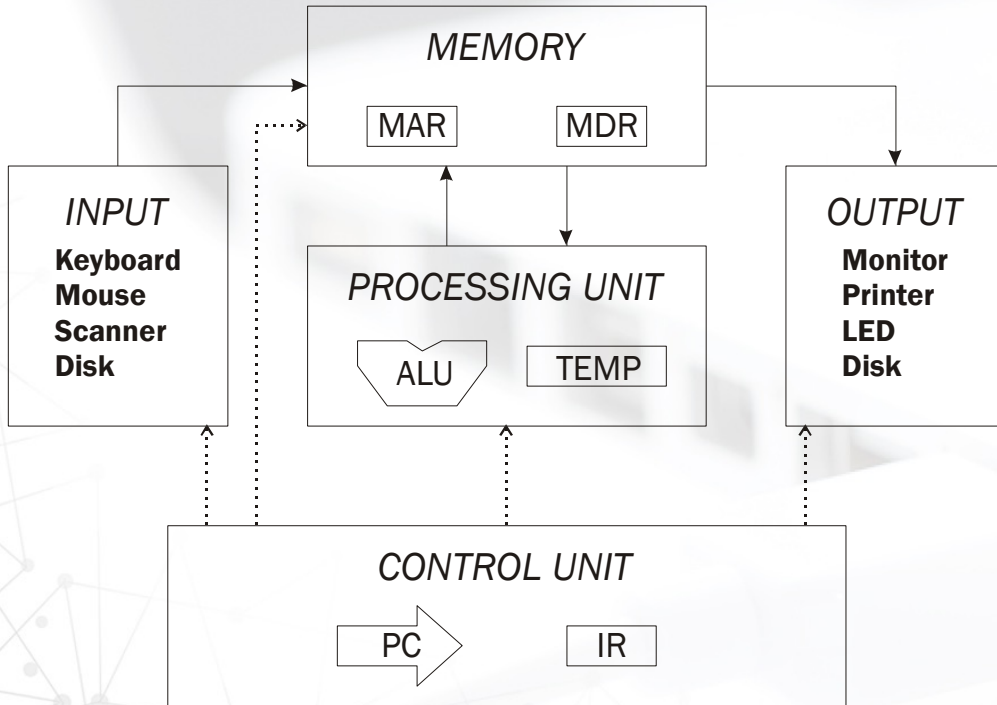 MEMORY
MAR
MDR
INPUT
Keyboard
Mouse
Scanner
Disk
PROCESSING UNIT
ALU
TEMP
OUTPUT
Monitor
Printer
LED
Disk
CONTROL UNIT
PC
IR